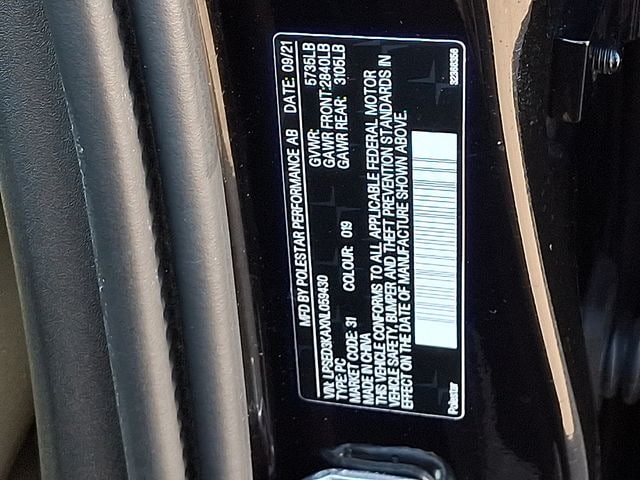 MFD BY POLESTAR PERFORMANCE AB DATE: 09/21
VIN: LPSED3KAXNL059430 GVWR: 5735LB
TYPE: PC GAWR FRONT: 2840LB
MARKET CODE: 31 COLOUR: 019 GAWR REAR: 3105LB
MADE IN CHINA
THIS VEHICLE CONFORMS TO ALL APPLICABLE FEDERAL MOTOR
VEHICLE SAFETY, BUMPER AND THEFT PREVENTION STANDARDS IN
EFFECT ON THE DATE OF MANUFACTURE SHOWN ABOVE.
Polestar